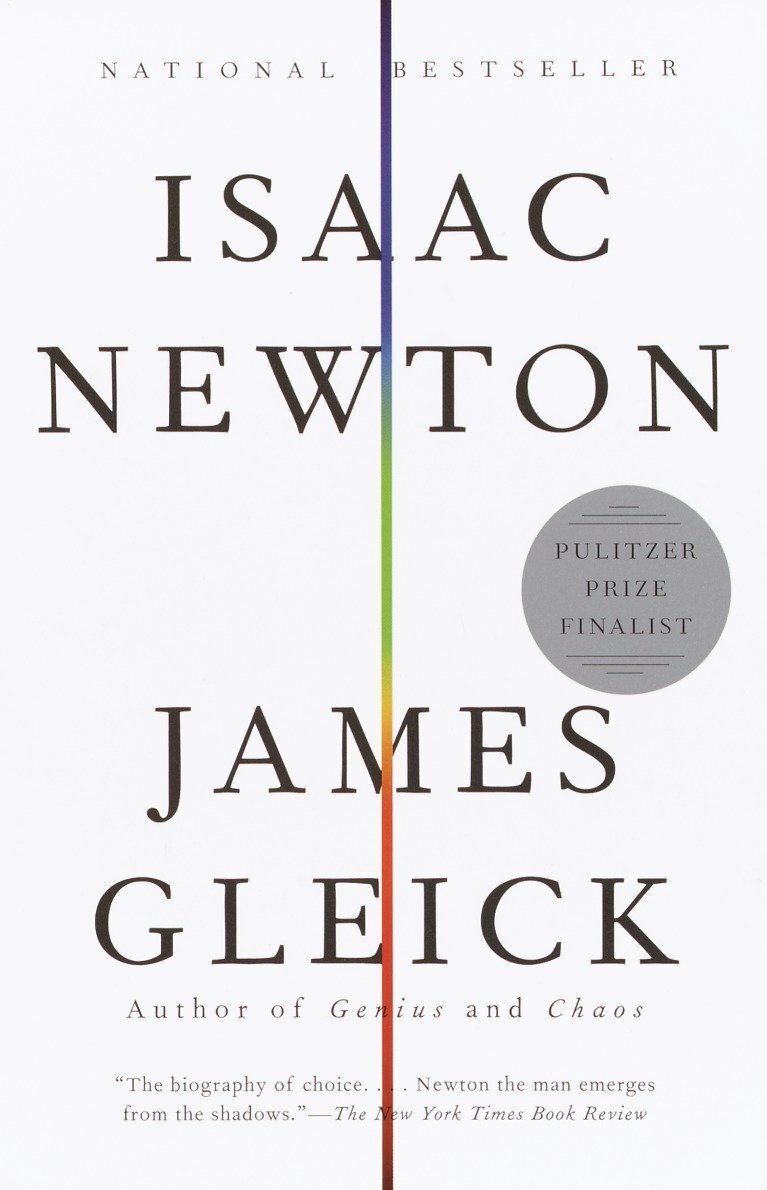 NATIONAL BESTSELLER
ISAAC
NEWTON
PULITZER
PRIZE
FINALIST
JAMES
GLEICK
Author of Genius and Chaos
“The biography of choice. . . . Newton the man emerges
from the shadows.”—The New York Times Book Review